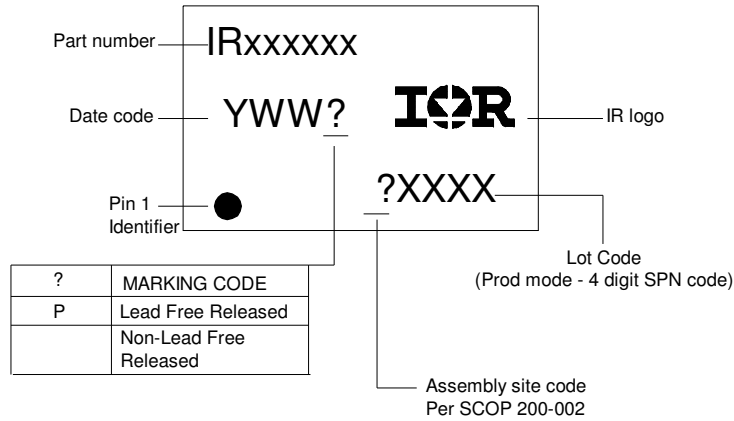 Part number
IRxxxxxx
Date code
YWW?
IOR
IR logo
?XXXX
Pin 1
Identifier
Lot Code
(Prod mode - 4 digit SPN code)
? MARKING CODE
P Lead Free Released
Non-Lead Free
Released
Assembly site code
Per SCOP 200-002